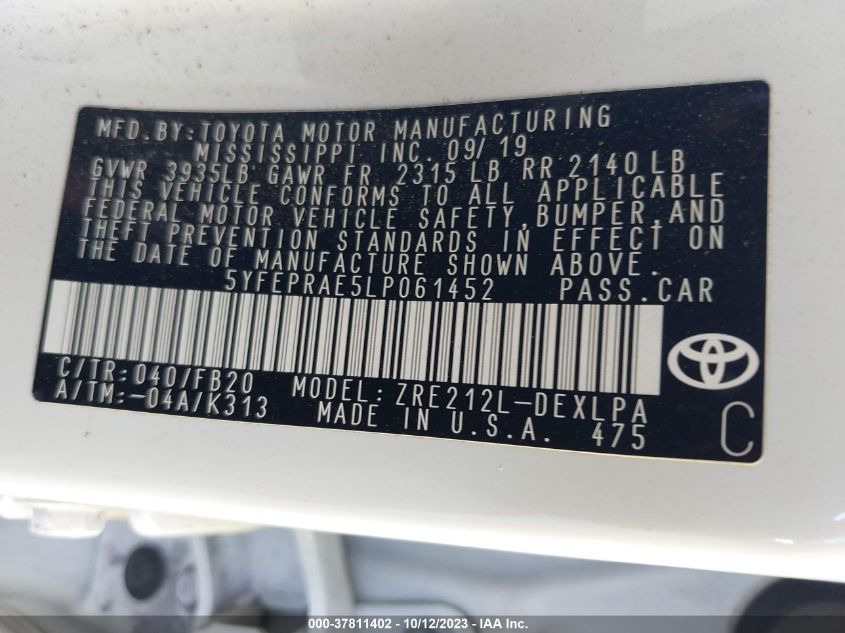 MFD. BY: TOYOTA MOTOR MANUFACTURING
MISSISSIPPI INC. 09/19
GVWR 3935LB GAWR FR 2315 LB RR 2140 LB
THIS VEHICLE CONFORMS TO ALL APPLICABLE
FEDERAL MOTOR VEHICLE SAFETY, BUMPER, AND
THEFT PREVENTION STANDARDS IN EFFECT ON
THE DATE OF MANUFACTURE SHOWN ABOVE.
5YFEPRAE5LP061452 PASS.CAR
C/TR: 040/FB20 MODEL: ZRE212L-DEXLPA
A/TM: -04A/K313 MADE IN U.S.A. 475
C
000-37811402 - 10/12/2023 - IAA Inc.